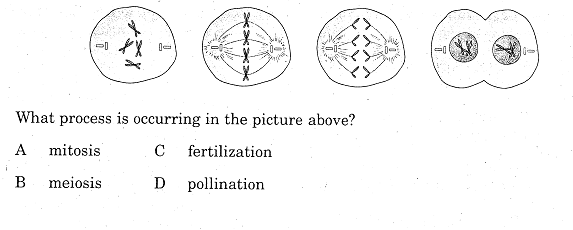 What process is occurring in the picture above?
A mitosis C fertilization
B meiosis D pollination